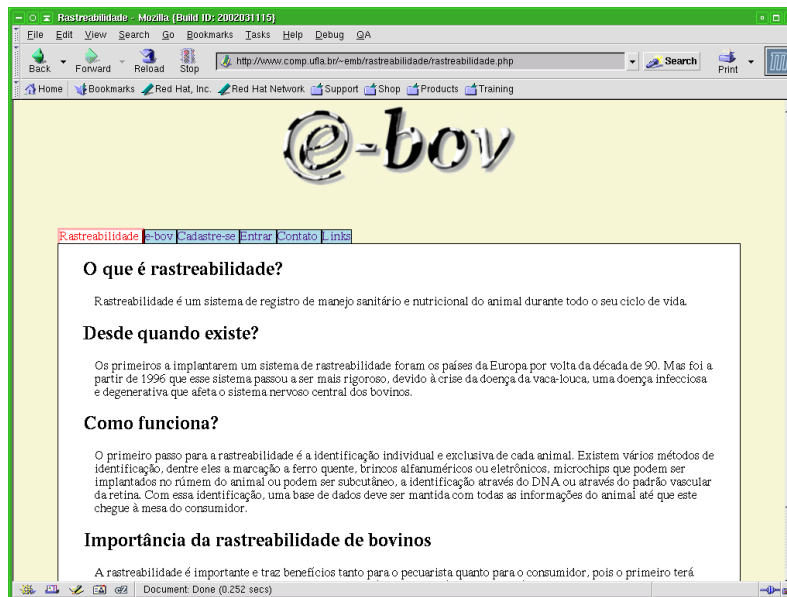 Rastreabilidade - Mozilla {Build ID: 2002031115}
File Edit View Search Go Bookmarks Tasks Help Debug QA
Back Forward Reload Stop http://www.comp.ufla.br/~emb/rastreabilidade/rastreabilidade.php Search Print
Home Bookmarks Red Hat, Inc. Red Hat Network Support Shop Products Training
e-bov
Rastreabilidade e-bov Cadastre-se Entrar Contato Links
O que é rastreabilidade?
Rastreabilidade é um sistema de registro de manejo sanitário e nutricional do animal durante todo o seu ciclo de vida.
Desde quando existe?
Os primeiros a implantarem um sistema de rastreabilidade foram os países da Europa por volta da década de 90. Mas foi a
partir de 1996 que esse sistema passou a ser mais rigoroso, devido à crise da doença da vaca-louca, uma doença infecciosa
e degenerativa que afeta o sistema nervoso central dos bovinos.
Como funciona?
O primeiro passo para a rastreabilidade é a identificação individual e exclusiva de cada animal. Existem vários métodos de
identificação, dentre eles a marcação a ferro quente, brincos alfanuméricos ou eletrônicos, microchips que podem ser
implantados no rúmem do animal ou podem ser subcutâneo, a identificação através do DNA ou através do padrão vascular
da retina. Com essa identificação, uma base de dados deve ser mantida com todas as informações do animal até que este
chegue à mesa do consumidor.
Importância da rastreabilidade de bovinos
A rastreabilidade é importante e traz benefícios tanto para o pecuarista quanto para o consumidor, pois o primeiro terá
Document: Done (0.252 secs)